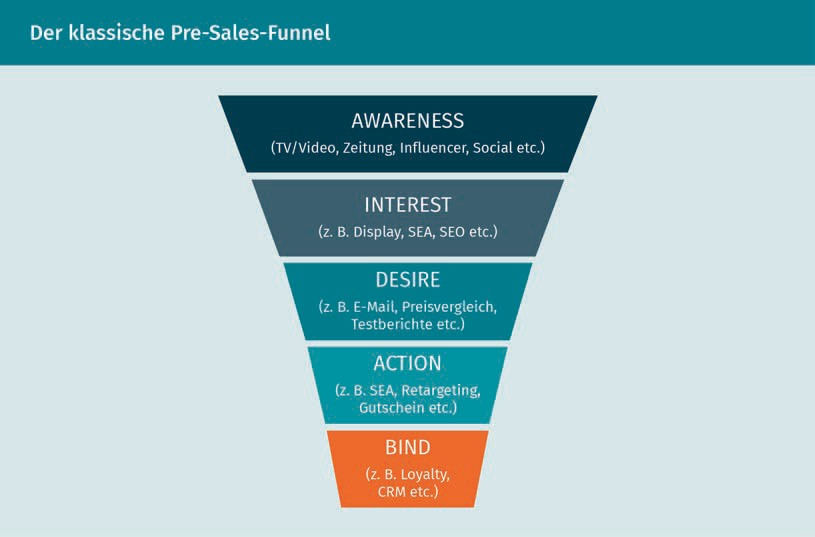 Der klassische Pre-Sales-Funnel
AWARENESS
(TV/Video, Zeitung, Influencer, Social etc.)
INTEREST
(z. B. Display, SEA, SEO etc.)
DESIRE
(z. B. E-Mail, Preisvergleich,
Testberichte etc.)
ACTION
(z. B. SEA, Retargeting,
Gutschein etc.)
BIND
(z. B. Loyalty,
CRM etc.)